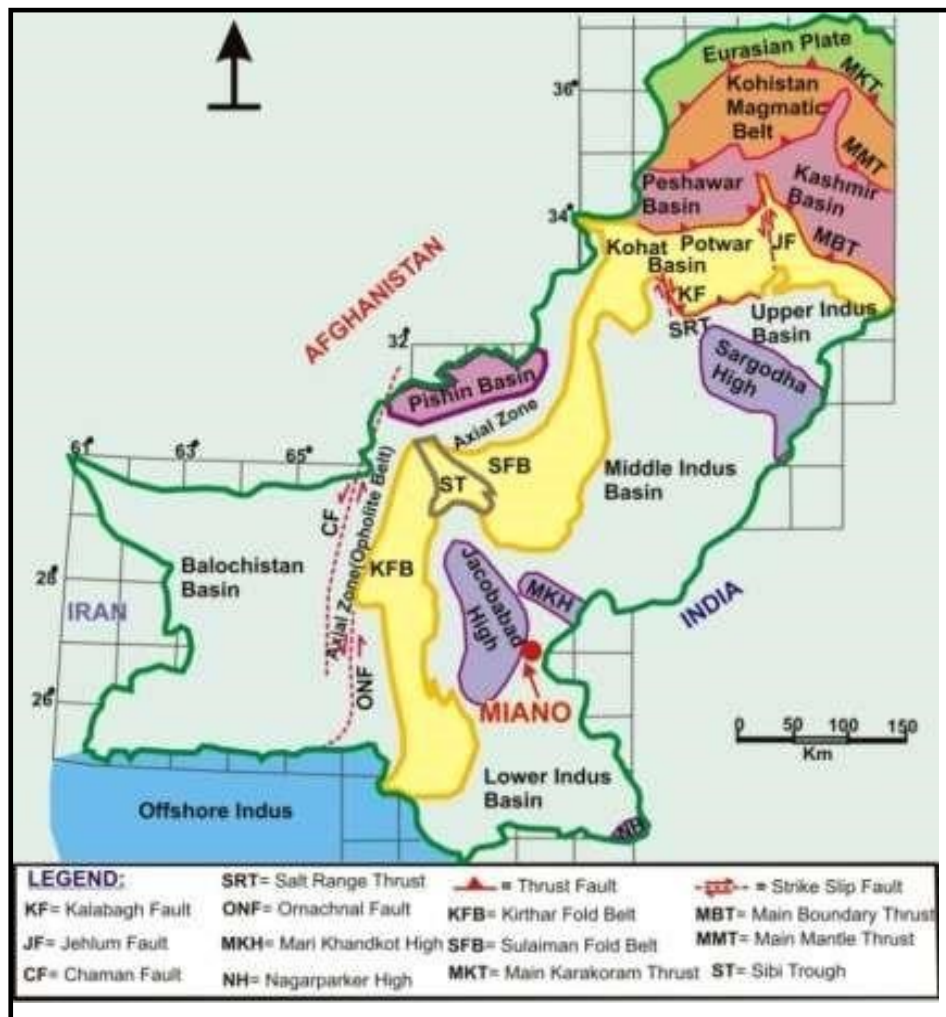 Eurasian Plate
MKT
36°
Kohistan
Magmatic
Belt
MMT
Peshawar
Basin
Kashmir
Basin
34°
Kohat
Potwar
Basin
JF
MBT
AFGHANISTAN
KF
SRT
Upper Indus
Basin
32°
Sargodha
High
Pishin Basin
Axial Zone
61°
63°
65°
SFB
ST
Middle Indus
Basin
CF
Axial Zone(Opholite Belt)
KFB
Balochistan
Basin
28°
Jacobabad
High
MKH
INDIA
IRAN
ONF
26°
MIANO
0 50 100 150
Km
Lower Indus
Basin
Offshore Indus
NH
LEGEND:
KF= Kalabagh Fault
JF= Jehlum Fault
CF= Chaman Fault
SRT= Salt Range Thrust
ONF= Ornachnal Fault
MKH= Mari Khandkot High
NH= Nagarparker High
= Thrust Fault
KFB= Kirthar Fold Belt
SFB= Sulaiman Fold Belt
MKT= Main Karakoram Thrust
= Strike Slip Fault
MBT= Main Boundary Thrust
MMT= Main Mantle Thrust
ST= Sibi Trough